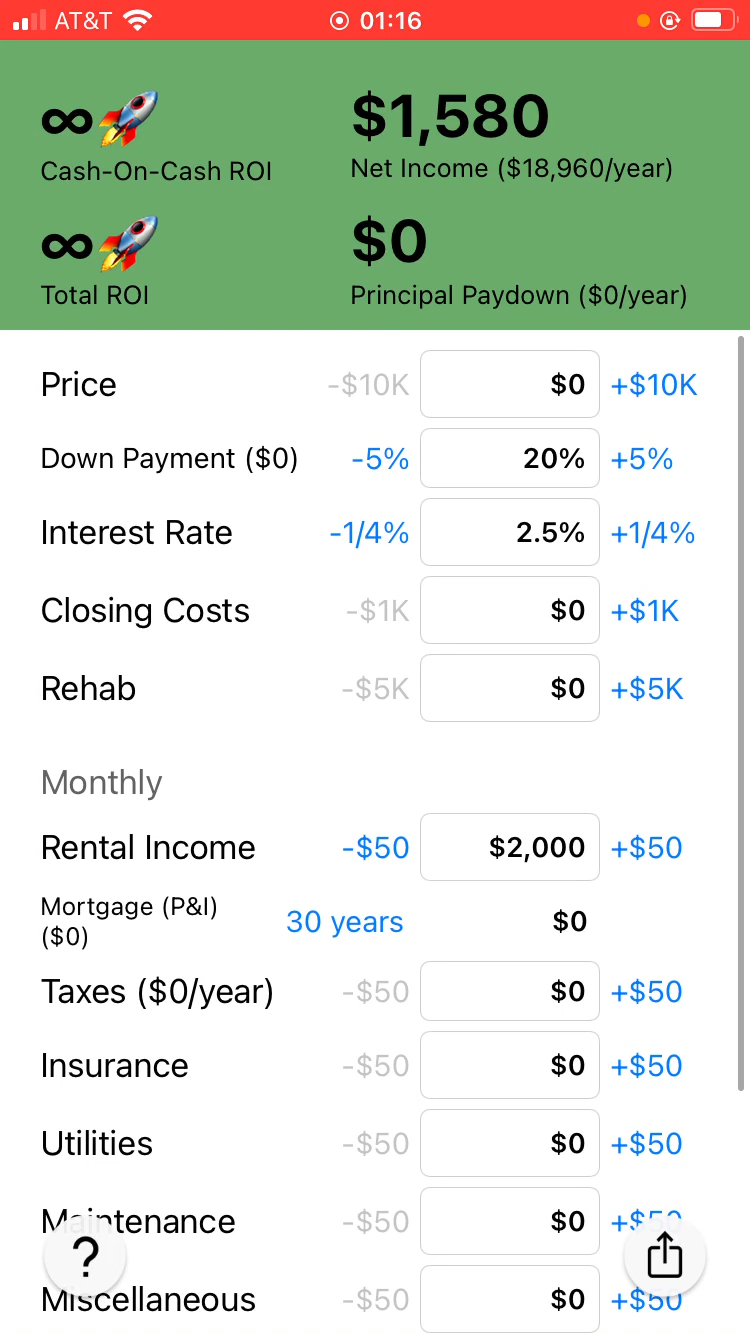 AT&T 01:16
∞🚀 $1,580
Cash-On-Cash ROI Net Income ($18,960/year)
∞🚀 $0
Total ROI Principal Paydown ($0/year)
Price -$10K $0 +$10K
Down Payment ($0) -5% 20% +5%
Interest Rate -1/4% 2.5% +1/4%
Closing Costs -$1K $0 +$1K
Rehab -$5K $0 +$5K
Monthly
Rental Income -$50 $2,000 +$50
Mortgage (P&I)
($0) 30 years $0
Taxes ($0/year) -$50 $0 +$50
Insurance -$50 $0 +$50
Utilities -$50 $0 +$50
Maintenance -$50 $0 +$50
?
Miscellaneous -$50 $0 +$50